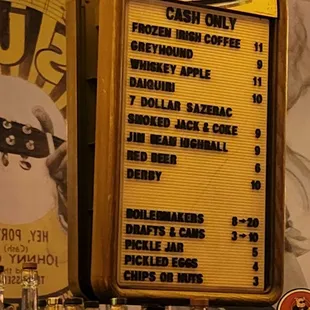 CASH ONLY
FROZEN IRISH COFFEE 11
GREYHOUND 9
WHISKEY APPLE 11
DAIQUIRI 10
7 DOLLAR SAZERAC
SMOKED JACK & COKE 9
JIM BEAM HIGHBALL 9
RED BEER 6
DERBY 10
BOILERMAKERS 8-20
DRAFTS & CANS 3-10
PICKLE JAR 5
PICKLED EGGS 4
CHIPS OR NUTS 3
HEY,
(Cash)
JOHNNY